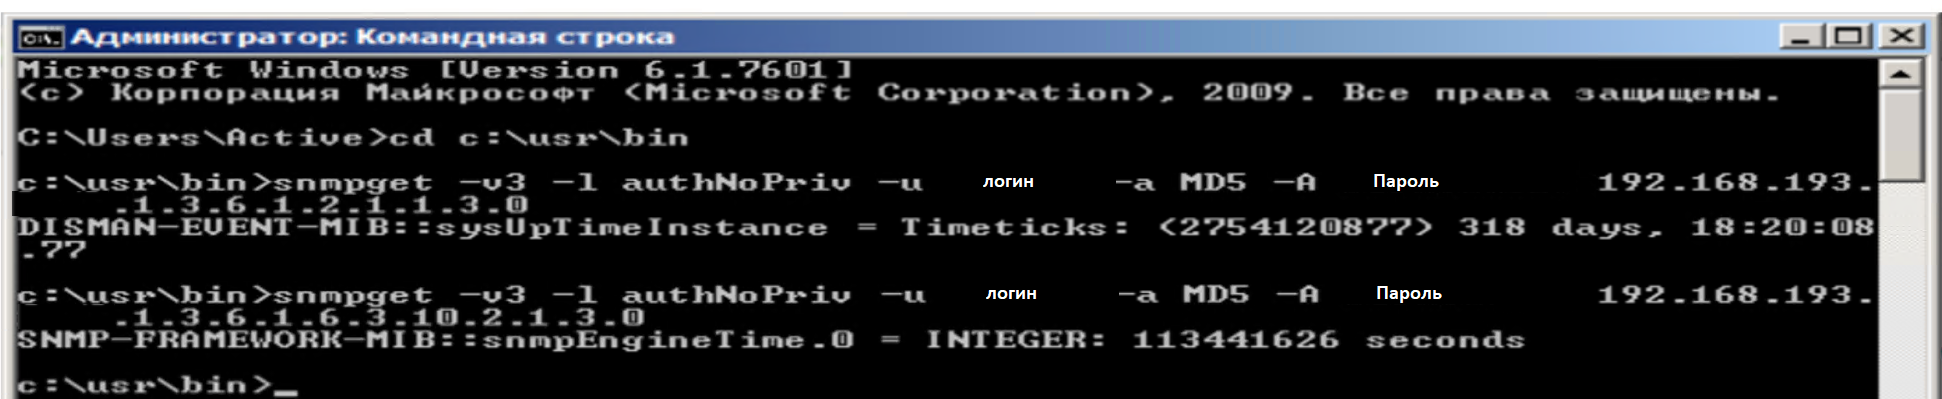 Администратор: Командная строка
Microsoft Windows [Version 6.1.7601]
<c> Корпорация Майкрософт <Microsoft Corporation>, 2009. Все права защищены.
C:\Users\Active>cd c:\usr\bin
c:\usr\bin>snmpget -v3 -l authNoPriv -u логин -a MD5 -A Пароль 192.168.193.
.1.3.6.1.2.1.1.3.0
DISMAN-EVENT-MIB::sysUpTimeInstance = Timeticks: <2754120877> 318 days, 18:20:08
.77
c:\usr\bin>snmpget -v3 -l authNoPriv -u логин -a MD5 -A Пароль 192.168.193.
.1.3.6.1.6.3.10.2.1.3.0
SNMP-FRAMEWORK-MIB::snmpEngineTime.0 = INTEGER: 113441626 seconds
c:\usr\bin>_